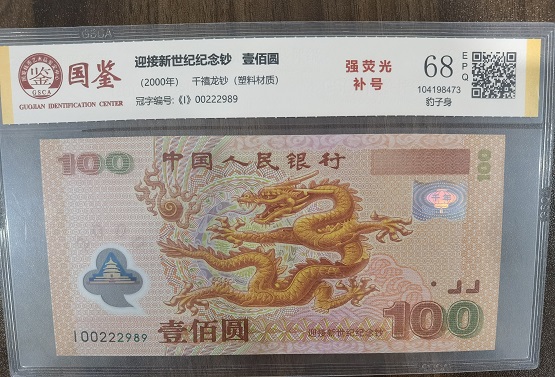 GSCA
国鉴
GSCA
GUOJIAN IDENTIFICATION CENTER
迎接新世纪纪念钞 壹佰圆
(2000年) 千禧龙钞(塑料材质)
冠字编号:《I》00222989
强荧光
补号
68
EPQ
104198473
豹子身
100
中国人民银行
100
I00222989
壹佰圆
迎接新世纪纪念钞
100